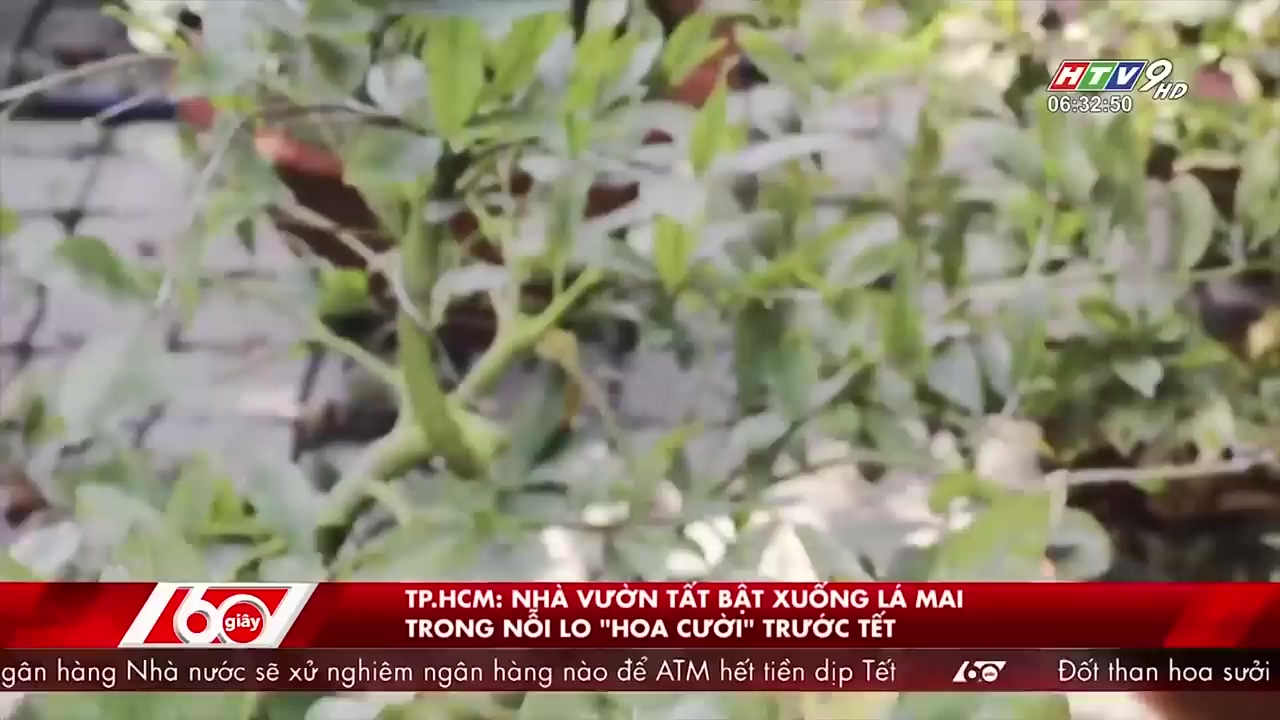 HTV9 HD
06:32:50
60 giây
TP.HCM: NHÀ VƯỜN TẤT BẬT XUỐNG LÁ MAI
TRONG NỖI LO "HOA CƯỜI" TRƯỚC TẾT
gân hàng Nhà nước sẽ xử nghiêm ngân hàng nào để ATM hết tiền dịp Tết 60 giây Đốt than hoa sưởi